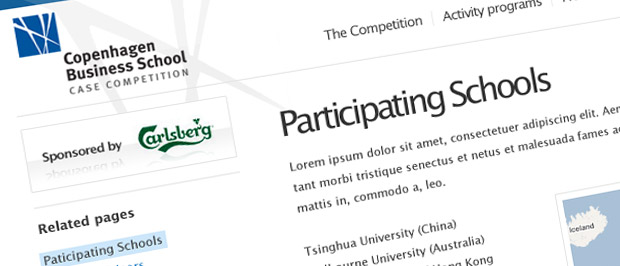 The Competition
Activity programs
Copenhagen
Business School
CASE COMPETITION
Sponsored by Carlsberg
Related pages
Paticipating Schools
Participating Schools
Lorem ipsum dolor sit amet, consectetuer adipiscing elit.
tant morbi tristique senectus et netus et malesuada fames
mattis in, commodo a, leo.
Tsinghua University (China)
University (Australia)
Hong Kong
Iceland